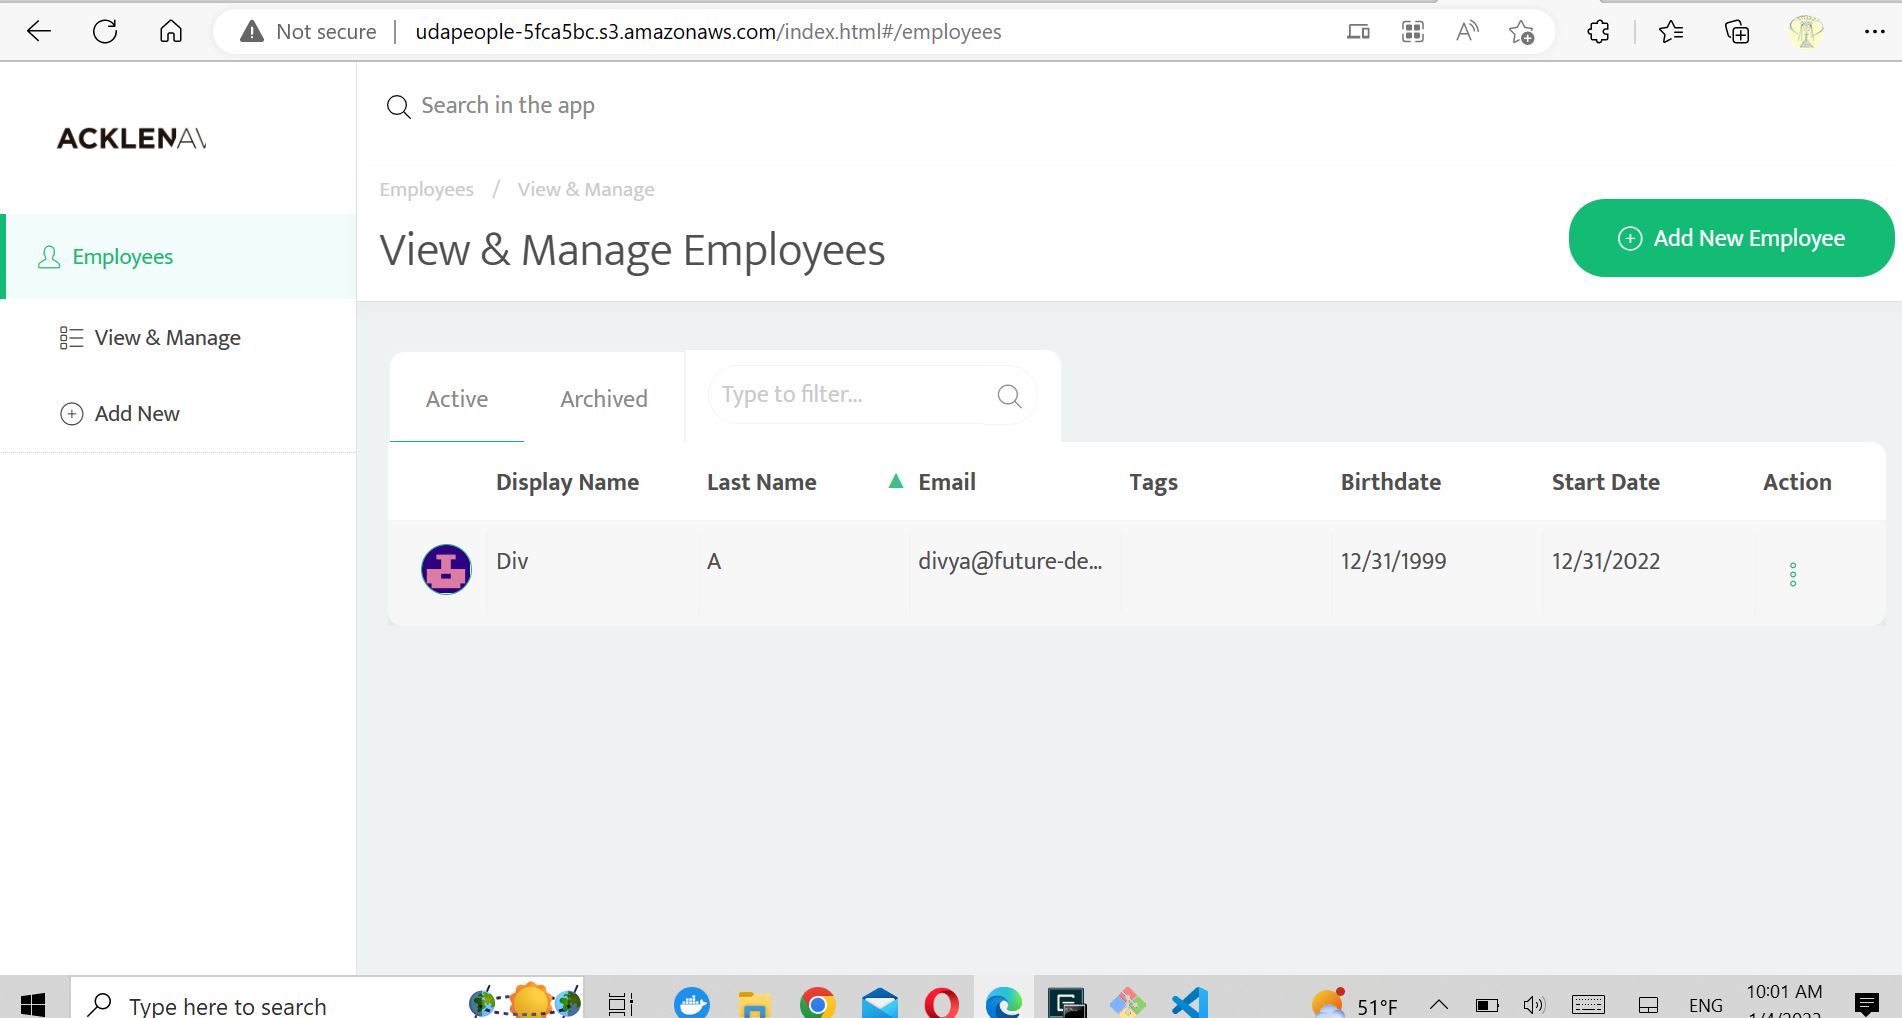 Not secure udapeople-5fca5bc.s3.amazonaws.com/index.html#/employees
Search in the app
ACKLEN
Employees / View & Manage
View & Manage Employees
Add New Employee
Employees
View & Manage
Add New
Active Archived Type to filter...
Display Name Last Name Email Tags Birthdate Start Date Action
Div A divya@future-de... 12/31/1999 12/31/2022
Type here to search
51°F ENG 10:01 AM